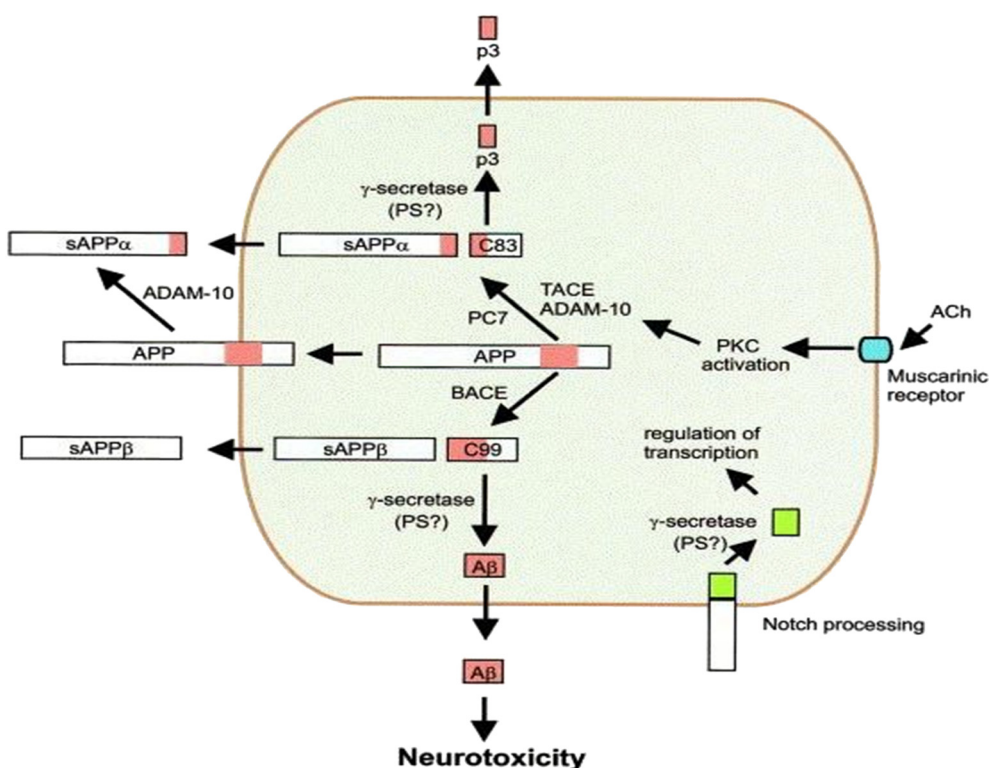 p3
p3
γ-secretase
(PS?)
sAPPα
sAPPα
C83
ADAM-10
TACE
ADAM-10
PC7
ACh
APP
APP
PKC
activation
Muscarinic
receptor
BACE
sAPPβ
sAPPβ
C99
regulation of
transcription
γ-secretase
(PS?)
γ-secretase
(PS?)
Aβ
Notch processing
Aβ
Neurotoxicity